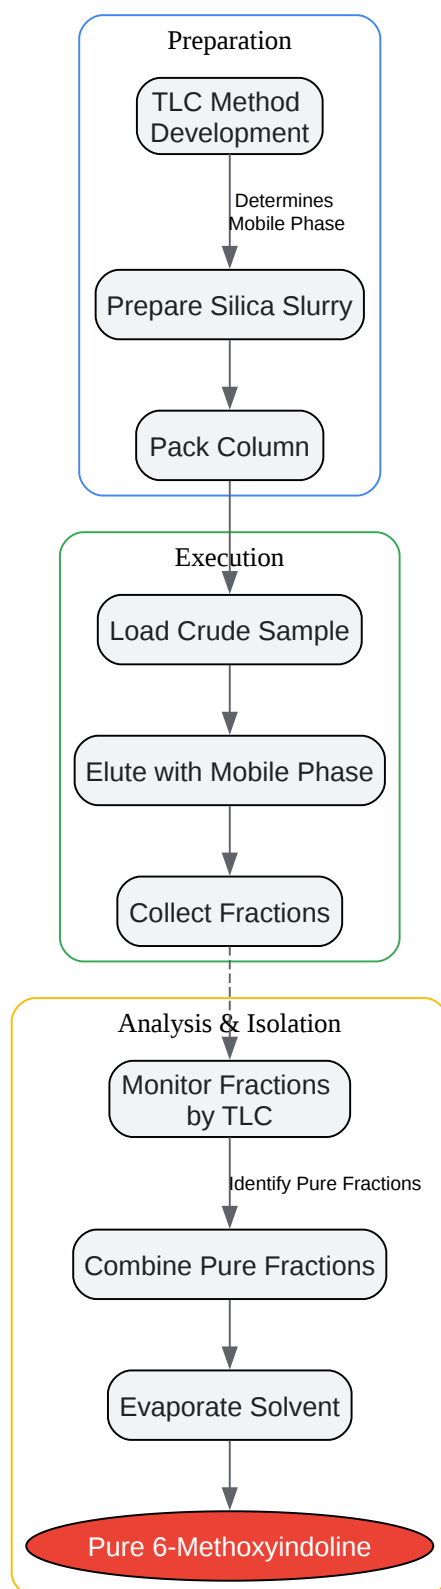 Preparation
TLC Method
Development
Determines
Mobile Phase
Prepare Silica Slurry
Pack Column
Execution
Load Crude Sample
Elute with Mobile Phase
Collect Fractions
Analysis & Isolation
Monitor Fractions
by TLC
Identify Pure Fractions
Combine Pure Fractions
Evaporate Solvent
Pure 6-Methoxyindoline